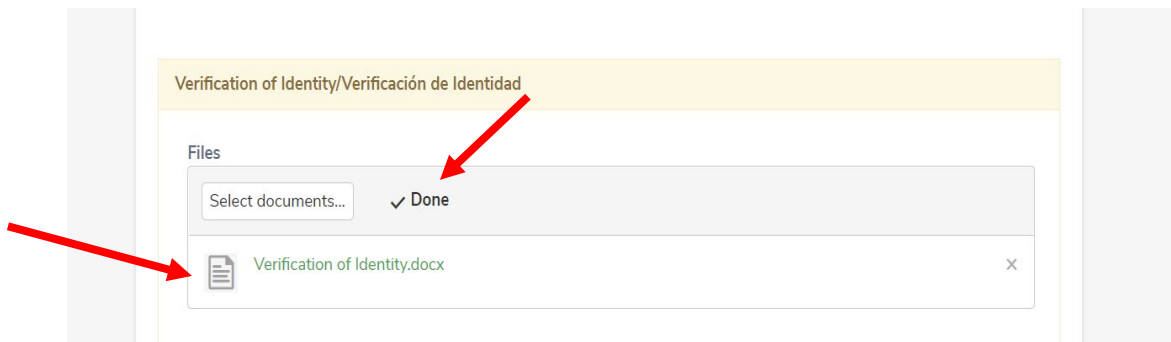 Verification of Identity/Verificación de Identidad
Files
Select documents... ✓ Done
Verification of Identity.docx ×